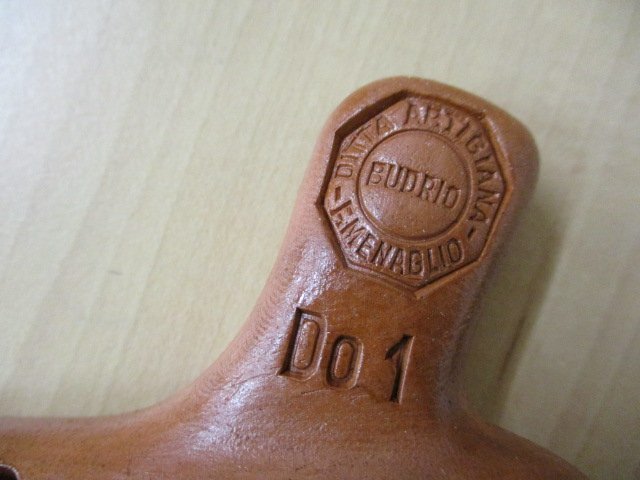 DITTA ARTIGIANA
BUDRIO
- F. MENAGLIO -
Do 1